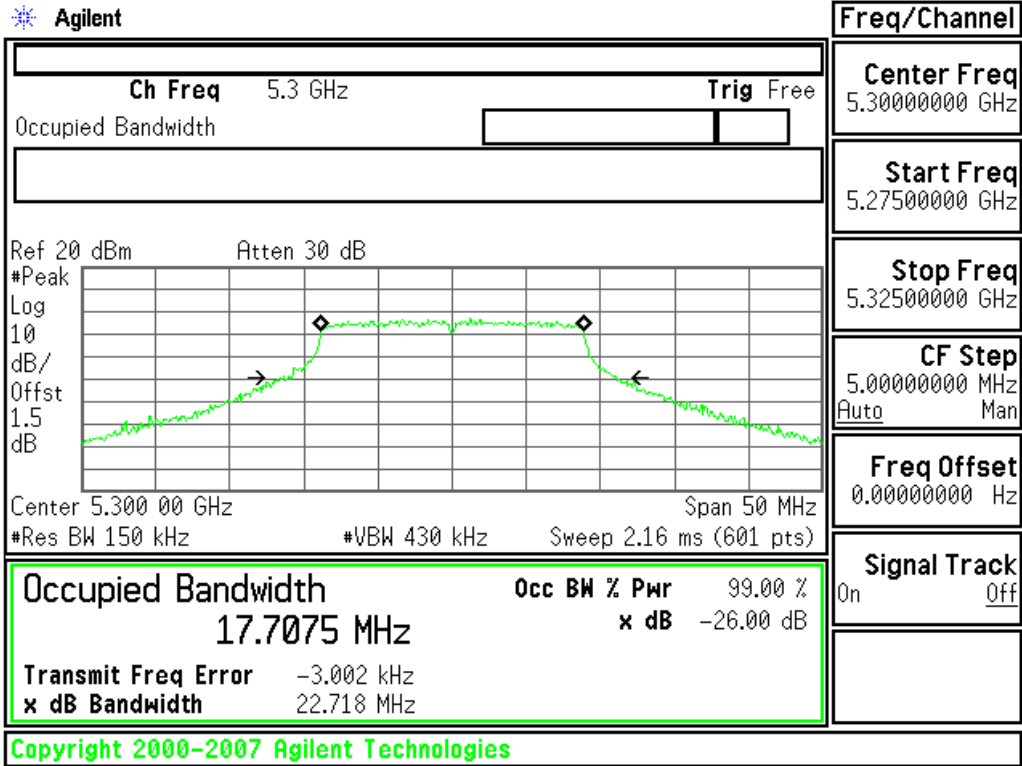 Agilent
Freq/Channel
Ch Freq 5.3 GHz Trig Free
Occupied Bandwidth
Center Freq
5.30000000 GHz
Start Freq
5.27500000 GHz
Stop Freq
5.32500000 GHz
CF Step
5.00000000 MHz
Auto Man
Freq Offset
0.00000000 Hz
Signal Track
On Off
Ref 20 dBm Atten 30 dB
#Peak
Log
10
dB/
Offst
1.5
dB
Center 5.300 00 GHz Span 50 MHz
#Res BW 150 kHz #VBW 430 kHz Sweep 2.16 ms (601 pts)
Occupied Bandwidth Occ BW % Pwr 99.00 %
17.7075 MHz x dB -26.00 dB
Transmit Freq Error -3.002 kHz
x dB Bandwidth 22.718 MHz
Copyright 2000-2007 Agilent Technologies